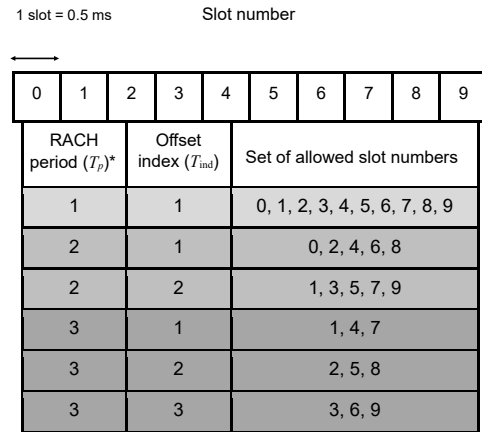 1 slot = 0.5 ms Slot number
0 1 2 3 4 5 6 7 8 9
RACH period (Tₚ)* Offset index (T_ind) Set of allowed slot numbers
1 1 0, 1, 2, 3, 4, 5, 6, 7, 8, 9
2 1 0, 2, 4, 6, 8
2 2 1, 3, 5, 7, 9
3 1 1, 4, 7
3 2 2, 5, 8
3 3 3, 6, 9